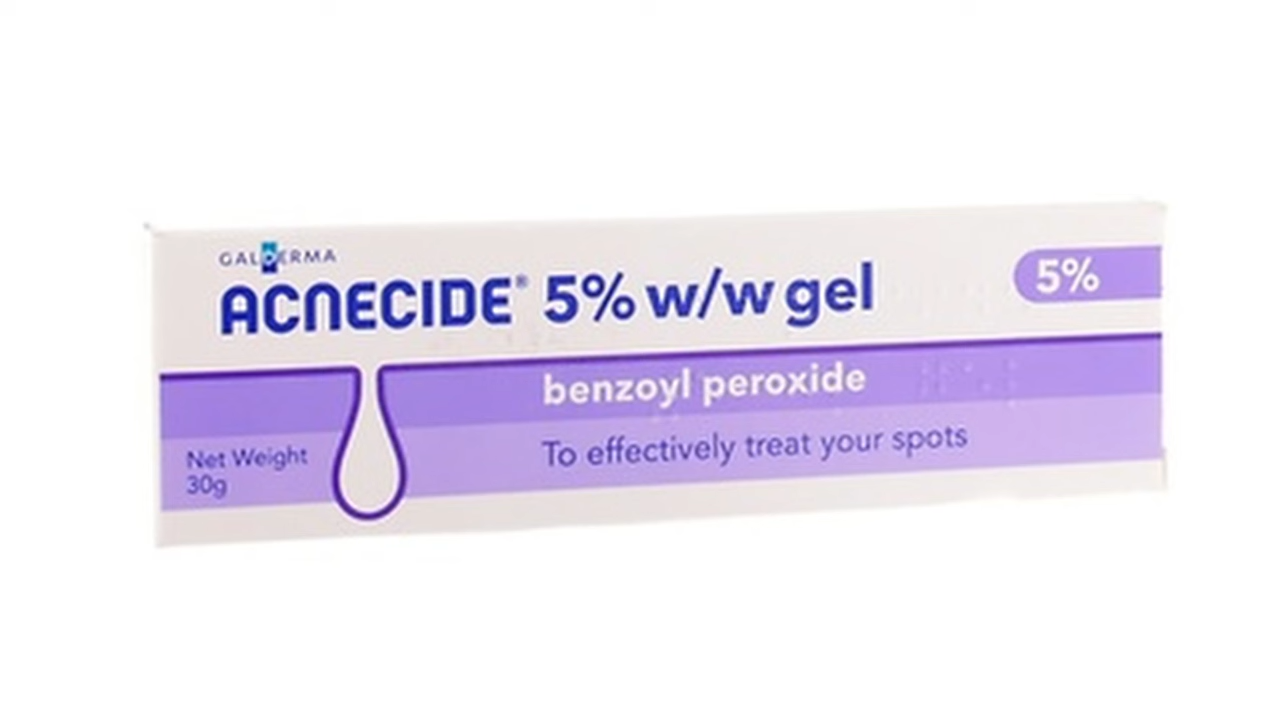 GALDERMA
ACNECIDE® 5% w/w gel
5%
benzoyl peroxide
To effectively treat your spots
Net Weight
30g